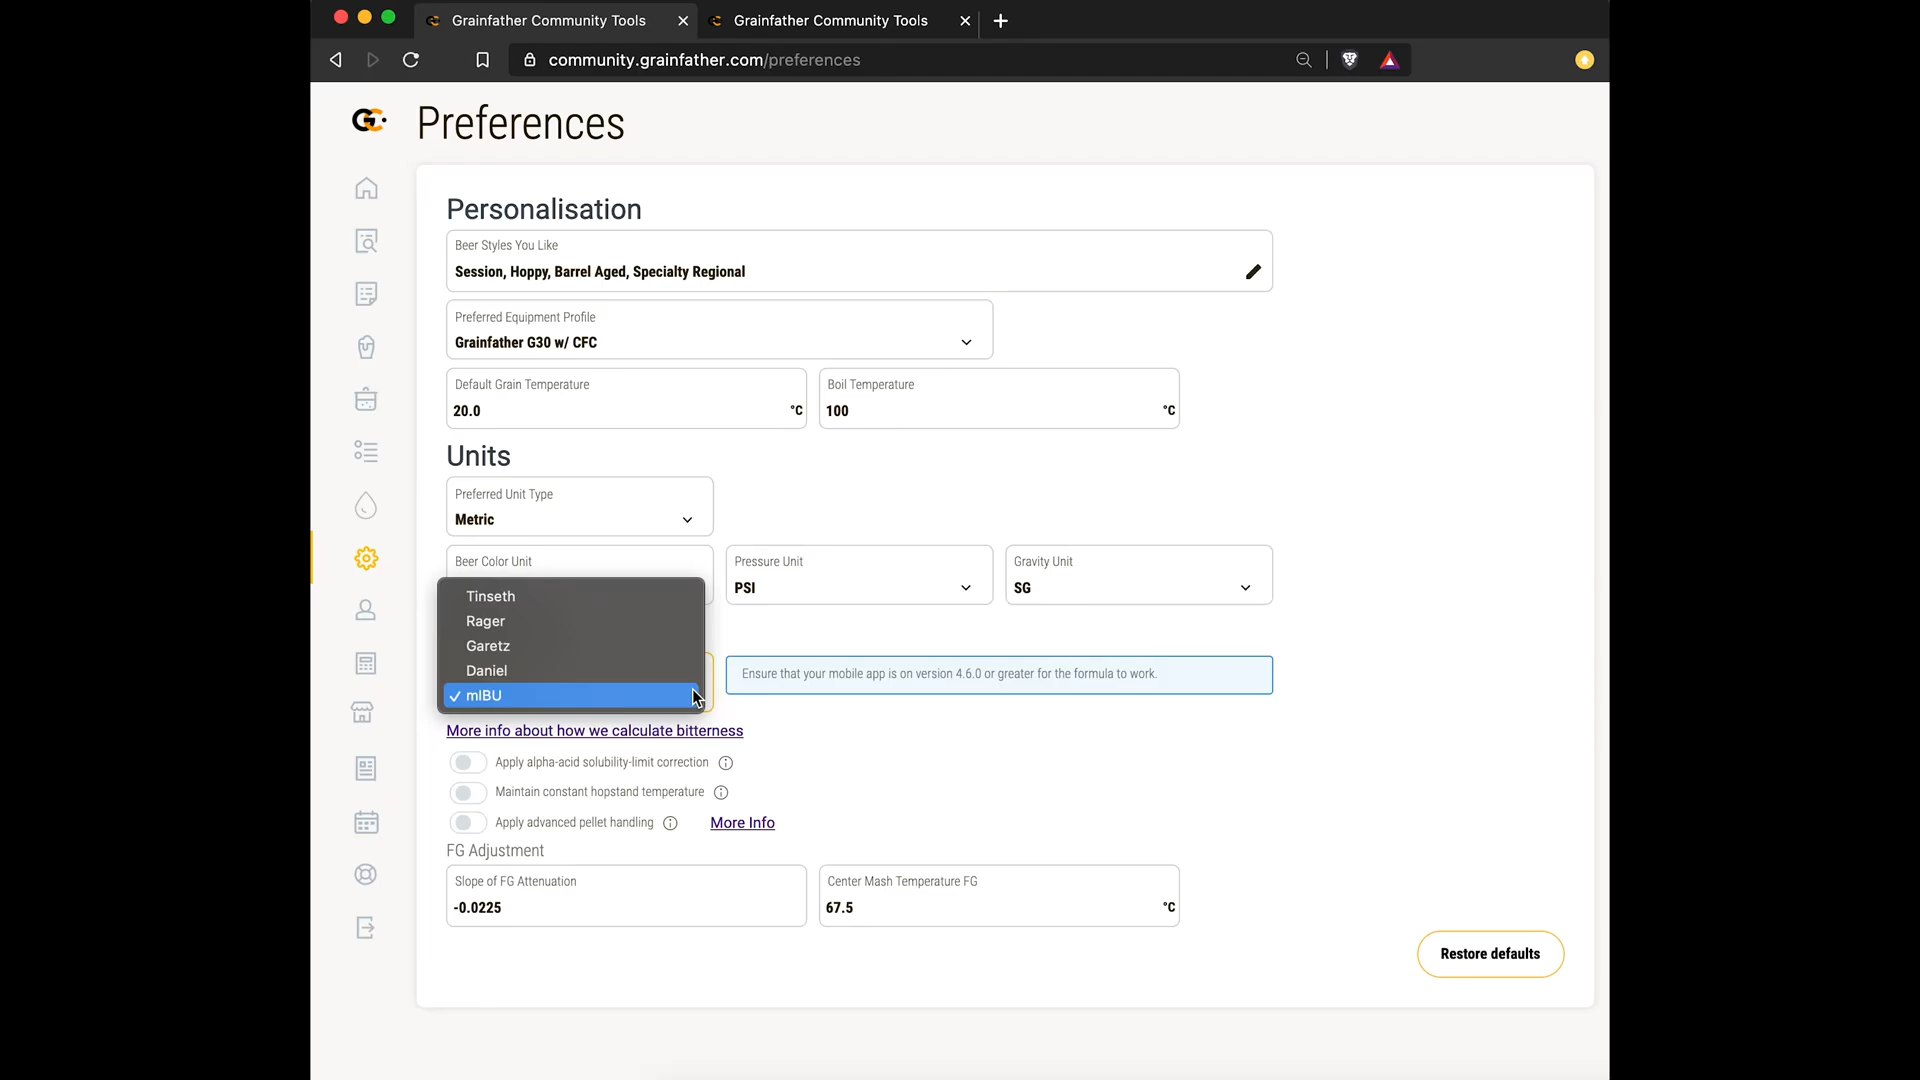 Grainfather Community Tools
Grainfather Community Tools
community.grainfather.com/preferences
GC
Preferences
Personalisation
Beer Styles You Like
Session, Hoppy, Barrel Aged, Specialty Regional
Preferred Equipment Profile
Grainfather G30 w/ CFC
Default Grain Temperature
20.0 °C
Boil Temperature
100 °C
Units
Preferred Unit Type
Metric
Beer Color Unit
Pressure Unit
PSI
Gravity Unit
SG
Tinseth
Rager
Garetz
Daniel
✓ mIBU
Ensure that your mobile app is on version 4.6.0 or greater for the formula to work.
More info about how we calculate bitterness
Apply alpha-acid solubility-limit correction
Maintain constant hopstand temperature
Apply advanced pellet handling More Info
FG Adjustment
Slope of FG Attenuation
-0.0225
Center Mash Temperature FG
67.5 °C
Restore defaults